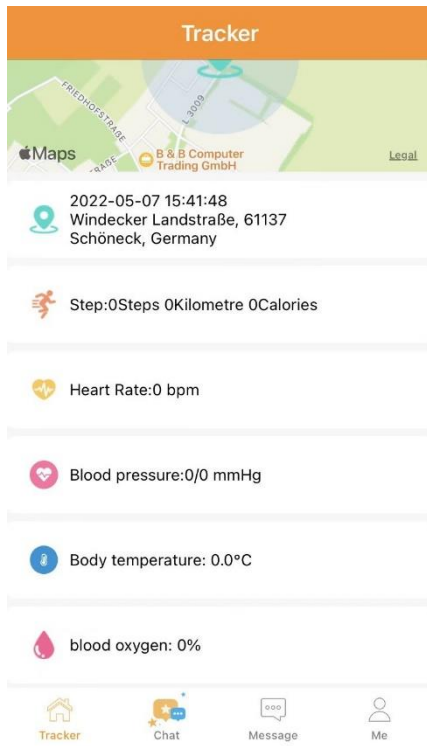 Tracker
FRIEDHOFSTRAßE
L 3009
Maps
B & B Computer
Trading GmbH
Legal
2022-05-07 15:41:48
Windecker Landstraße, 61137
Schöneck, Germany
Step:0Steps 0Kilometre 0Calories
Heart Rate:0 bpm
Blood pressure:0/0 mmHg
Body temperature: 0.0°C
blood oxygen: 0%
Tracker
Chat
Message
Me